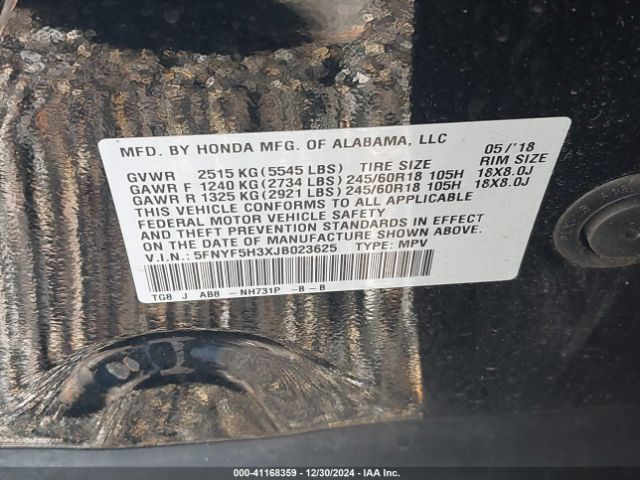 MFD. BY HONDA MFG. OF ALABAMA, LLC 05/'18
GVWR 2515 KG (5545 LBS) TIRE SIZE RIM SIZE
GAWR F 1240 KG (2734 LBS) 245/60R18 105H 18X8.0J
GAWR R 1325 KG (2921 LBS) 245/60R18 105H 18X8.0J
THIS VEHICLE CONFORMS TO ALL APPLICABLE
FEDERAL MOTOR VEHICLE SAFETY
AND THEFT PREVENTION STANDARDS IN EFFECT
ON THE DATE OF MANUFACTURE SHOWN ABOVE.
V.I.N.: 5FNYF5H3XJB023625 TYPE: MPV
TG8 J AB8 -NH731P -B -B
000-41168359 - 12/30/2024 - IAA Inc.